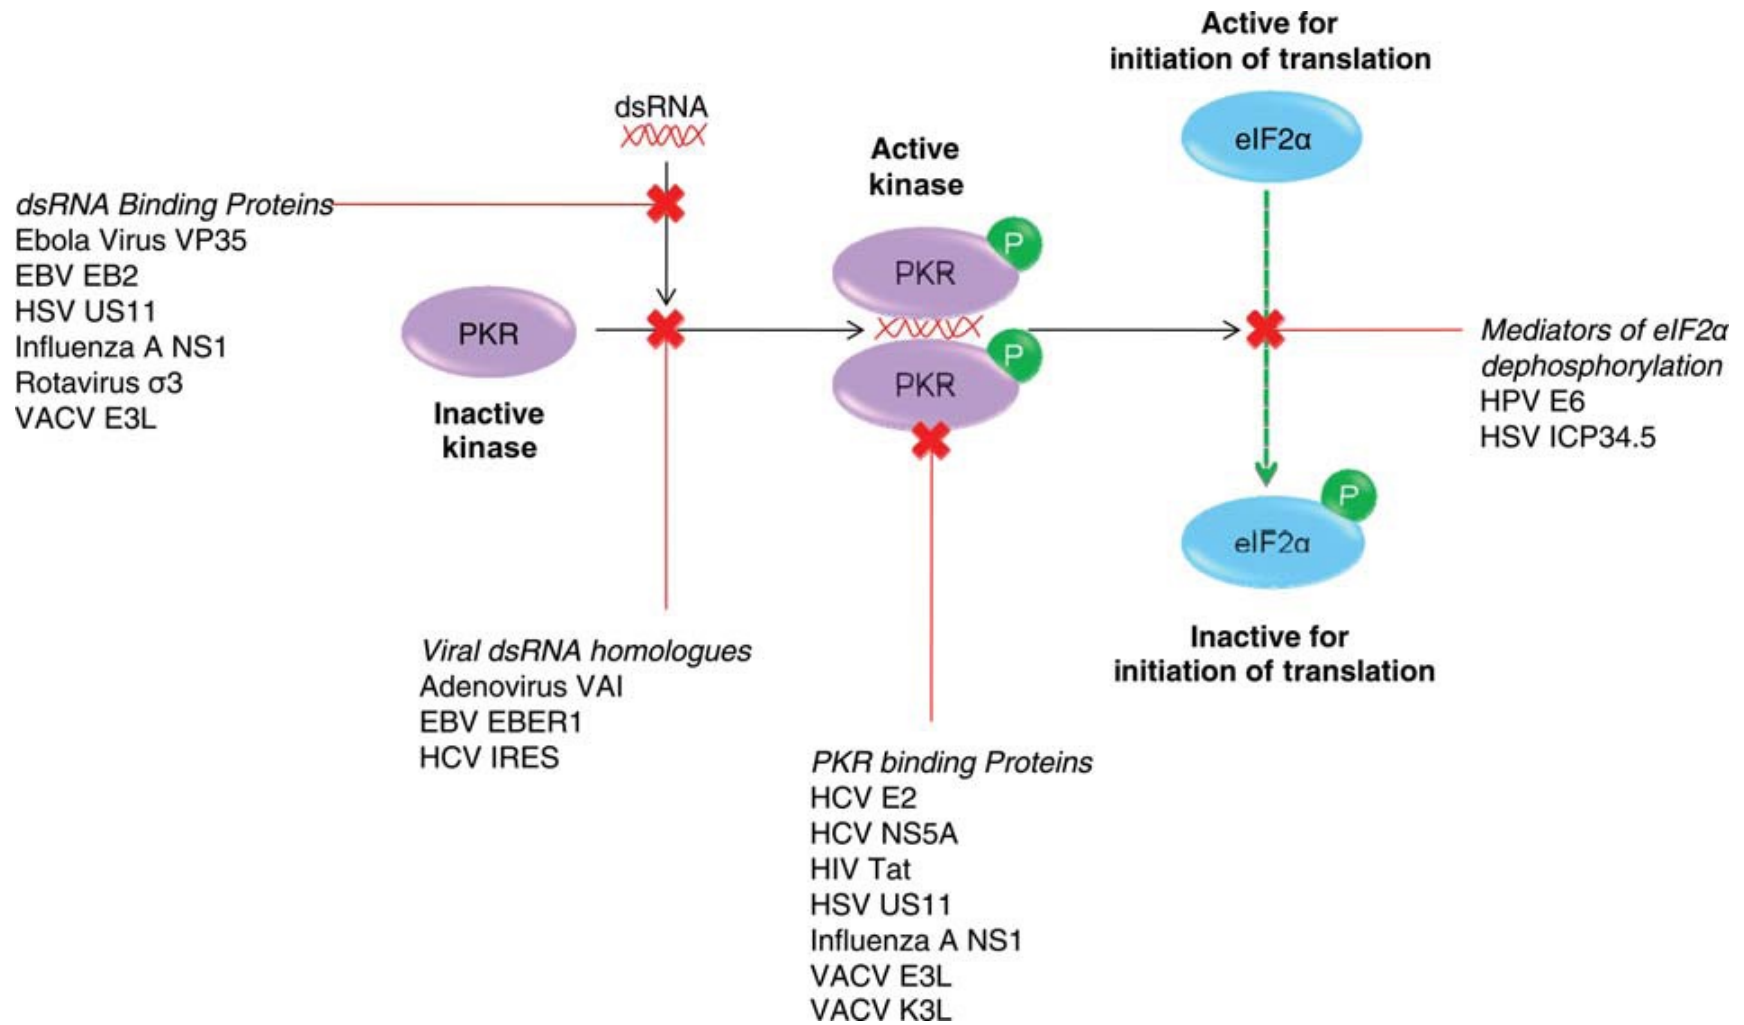 Active for
initiation of translation
eIF2α
dsRNA
Active
kinase
P
PKR
P
PKR
dsRNA Binding Proteins
Ebola Virus VP35
EBV EB2
HSV US11
Influenza A NS1
Rotavirus σ3
VACV E3L
PKR
Inactive
kinase
Mediators of eIF2α
dephosphorylation
HPV E6
HSV ICP34.5
P
eIF2α
Inactive for
initiation of translation
Viral dsRNA homologues
Adenovirus VAI
EBV EBER1
HCV IRES
PKR binding Proteins
HCV E2
HCV NS5A
HIV Tat
HSV US11
Influenza A NS1
VACV E3L
VACV K3L